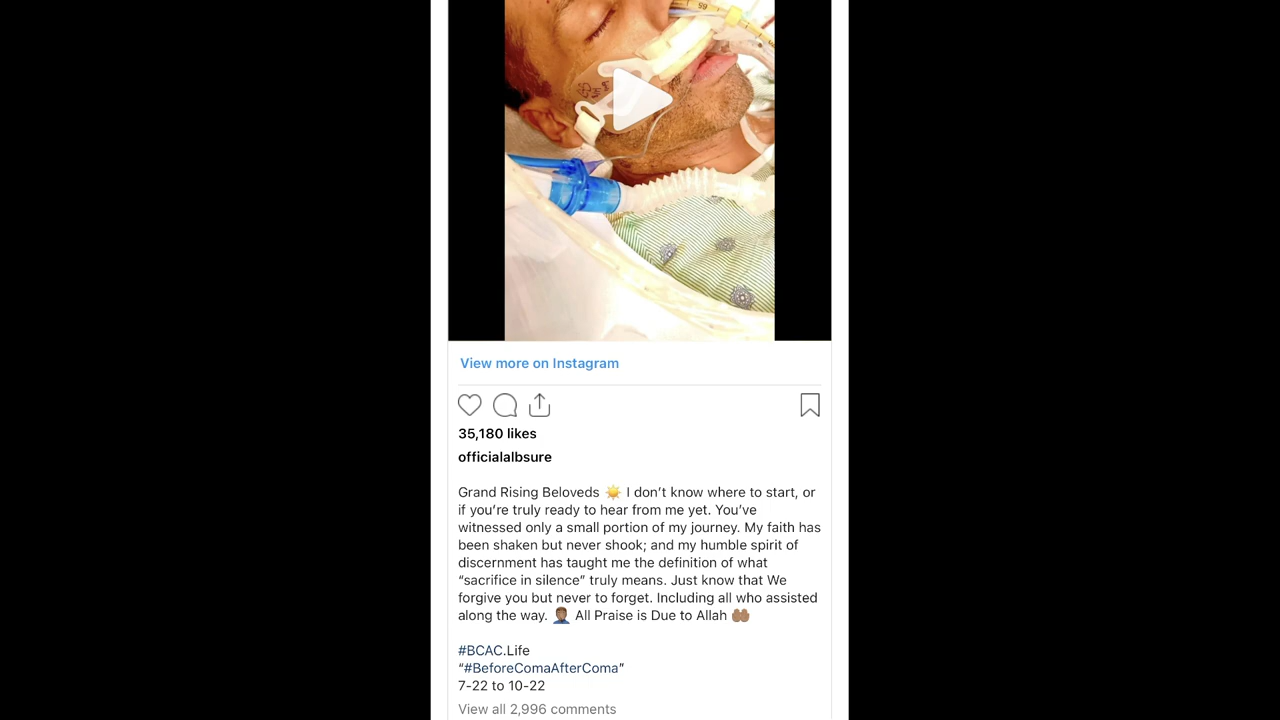 View more on Instagram
35,180 likes
officialalbsure
Grand Rising Beloveds ☀️ I don’t know where to start, or
if you’re truly ready to hear from me yet. You’ve
witnessed only a small portion of my journey. My faith has
been shaken but never shook; and my humble spirit of
discernment has taught me the definition of what
“sacrifice in silence” truly means. Just know that We
forgive you but never to forget. Including all who assisted
along the way. 🙇🏾‍♂️ All Praise is Due to Allah 🤲🏾
#BCAC.Life
“#BeforeComaAfterComa”
7-22 to 10-22
View all 2,996 comments